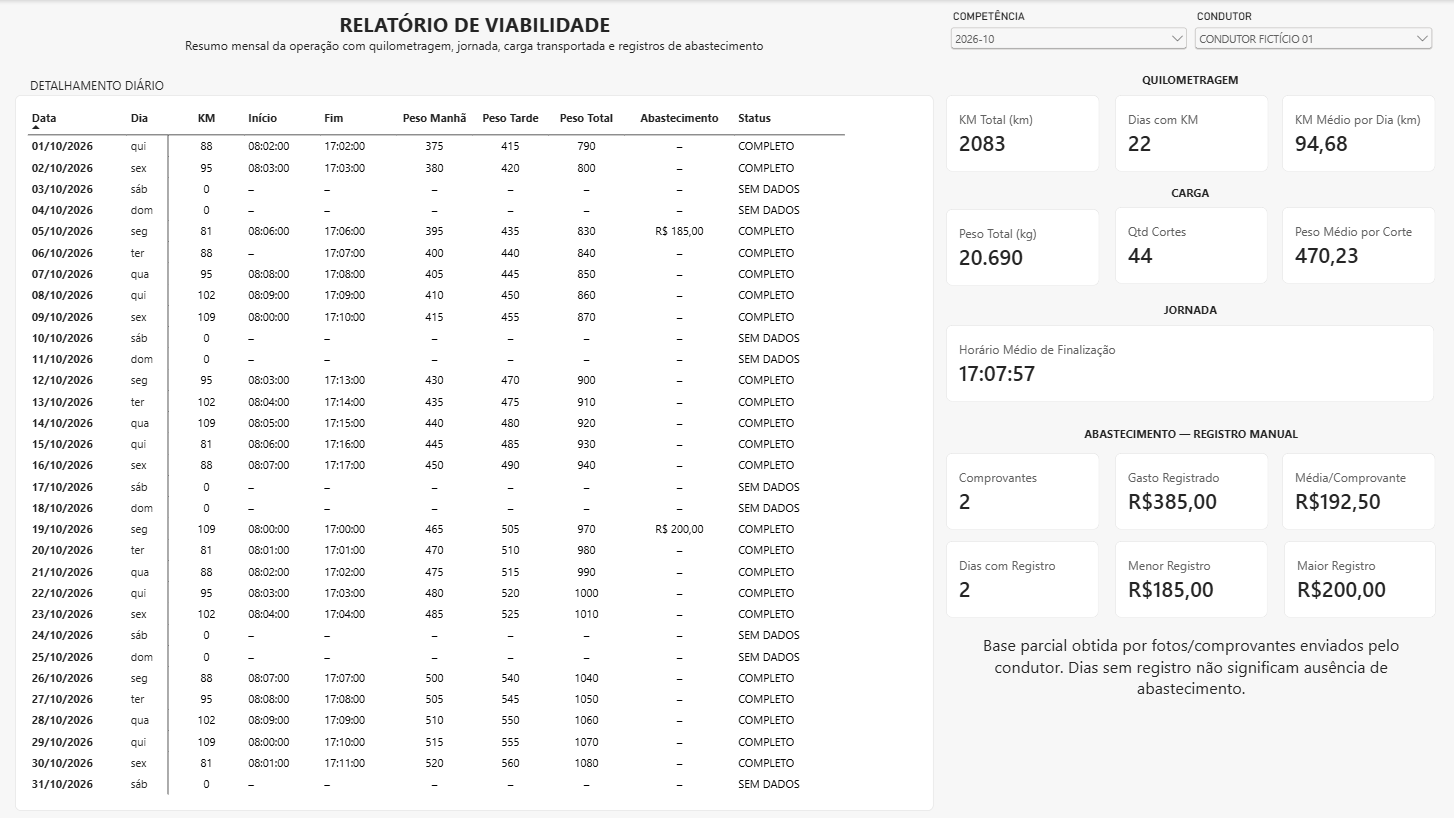 RELATÓRIO DE VIABILIDADE
Resumo mensal da operação com quilometragem, jornada, carga transportada e registros de abastecimento
COMPETÊNCIA
2026-10
CONDUTOR
CONDUTOR FICTÍCIO 01
DETALHAMENTO DIÁRIO
Data Dia KM Início Fim Peso Manhã Peso Tarde Peso Total Abastecimento Status
01/10/2026 qui 88 08:02:00 17:02:00 375 415 790 – COMPLETO
02/10/2026 sex 95 08:03:00 17:03:00 380 420 800 – COMPLETO
03/10/2026 sáb 0 – – – – – – SEM DADOS
04/10/2026 dom 0 – – – – – – SEM DADOS
05/10/2026 seg 81 08:06:00 17:06:00 395 435 830 R$ 185,00 COMPLETO
06/10/2026 ter 88 – 17:07:00 400 440 840 – COMPLETO
07/10/2026 qua 95 08:08:00 17:08:00 405 445 850 – COMPLETO
08/10/2026 qui 102 08:09:00 17:09:00 410 450 860 – COMPLETO
09/10/2026 sex 109 08:00:00 17:10:00 415 455 870 – COMPLETO
10/10/2026 sáb 0 – – – – – – SEM DADOS
11/10/2026 dom 0 – – – – – – SEM DADOS
12/10/2026 seg 95 08:03:00 17:13:00 430 470 900 – COMPLETO
13/10/2026 ter 102 08:04:00 17:14:00 435 475 910 – COMPLETO
14/10/2026 qua 109 08:05:00 17:15:00 440 480 920 – COMPLETO
15/10/2026 qui 81 08:06:00 17:16:00 445 485 930 – COMPLETO
16/10/2026 sex 88 08:07:00 17:17:00 450 490 940 – COMPLETO
17/10/2026 sáb 0 – – – – – – SEM DADOS
18/10/2026 dom 0 – – – – – – SEM DADOS
19/10/2026 seg 109 08:00:00 17:00:00 465 505 970 R$ 200,00 COMPLETO
20/10/2026 ter 81 08:01:00 17:01:00 470 510 980 – COMPLETO
21/10/2026 qua 88 08:02:00 17:02:00 475 515 990 – COMPLETO
22/10/2026 qui 95 08:03:00 17:03:00 480 520 1000 – COMPLETO
23/10/2026 sex 102 08:04:00 17:04:00 485 525 1010 – COMPLETO
24/10/2026 sáb 0 – – – – – – SEM DADOS
25/10/2026 dom 0 – – – – – – SEM DADOS
26/10/2026 seg 88 08:07:00 17:07:00 500 540 1040 – COMPLETO
27/10/2026 ter 95 08:08:00 17:08:00 505 545 1050 – COMPLETO
28/10/2026 qua 102 08:09:00 17:09:00 510 550 1060 – COMPLETO
29/10/2026 qui 109 08:00:00 17:10:00 515 555 1070 – COMPLETO
30/10/2026 sex 81 08:01:00 17:11:00 520 560 1080 – COMPLETO
31/10/2026 sáb 0 – – – – – – SEM DADOS
QUILOMETRAGEM
KM Total (km)
2083
Dias com KM
22
KM Médio por Dia (km)
94,68
CARGA
Peso Total (kg)
20.690
Qtd Cortes
44
Peso Médio por Corte
470,23
JORNADA
Horário Médio de Finalização
17:07:57
ABASTECIMENTO — REGISTRO MANUAL
Comprovantes
2
Gasto Registrado
R$385,00
Média/Comprovante
R$192,50
Dias com Registro
2
Menor Registro
R$185,00
Maior Registro
R$200,00
Base parcial obtida por fotos/comprovantes enviados pelo
condutor. Dias sem registro não significam ausência de
abastecimento.